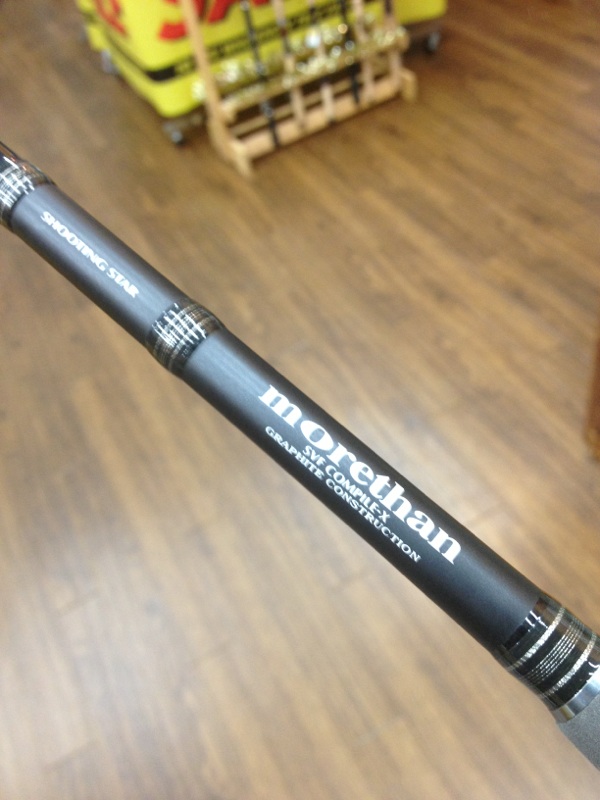 SHOOTING STAR
morethan
SVF COMPILE-X
GRAPHITE CONSTRUCTION